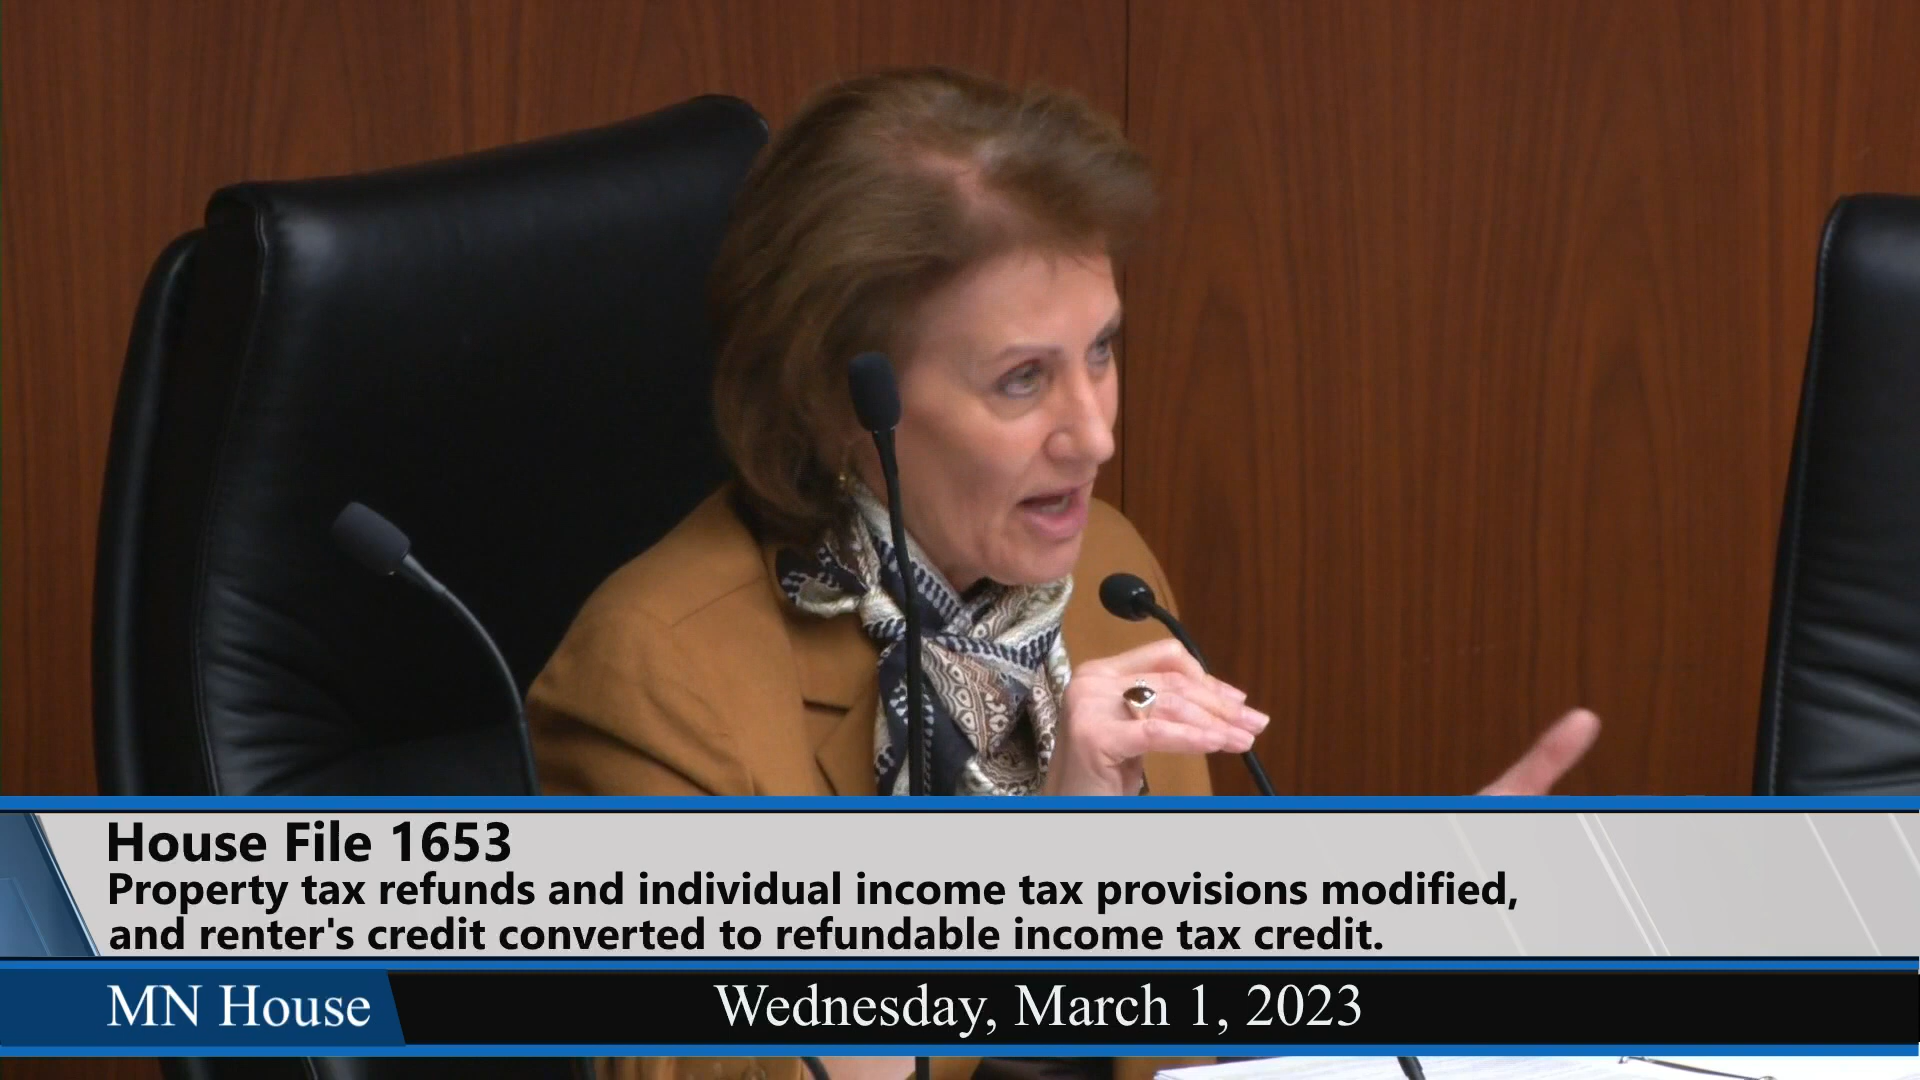 House File 1653
Property tax refunds and individual income tax provisions modified,
and renter's credit converted to refundable income tax credit.
MN House
Wednesday, March 1, 2023